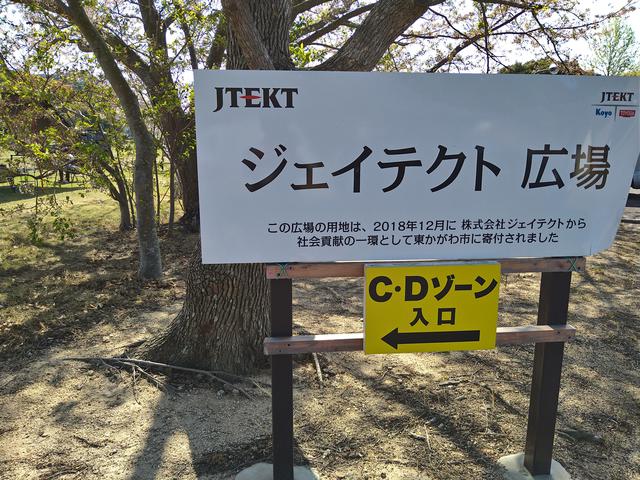 JTEKT
JTEKT
Koyo TOYODA
ジェイテクト 広場
この広場の用地は、2018年12月に 株式会社ジェイテクトから
社会貢献の一環として東かがわ市に寄付されました
C・Dゾーン
入口